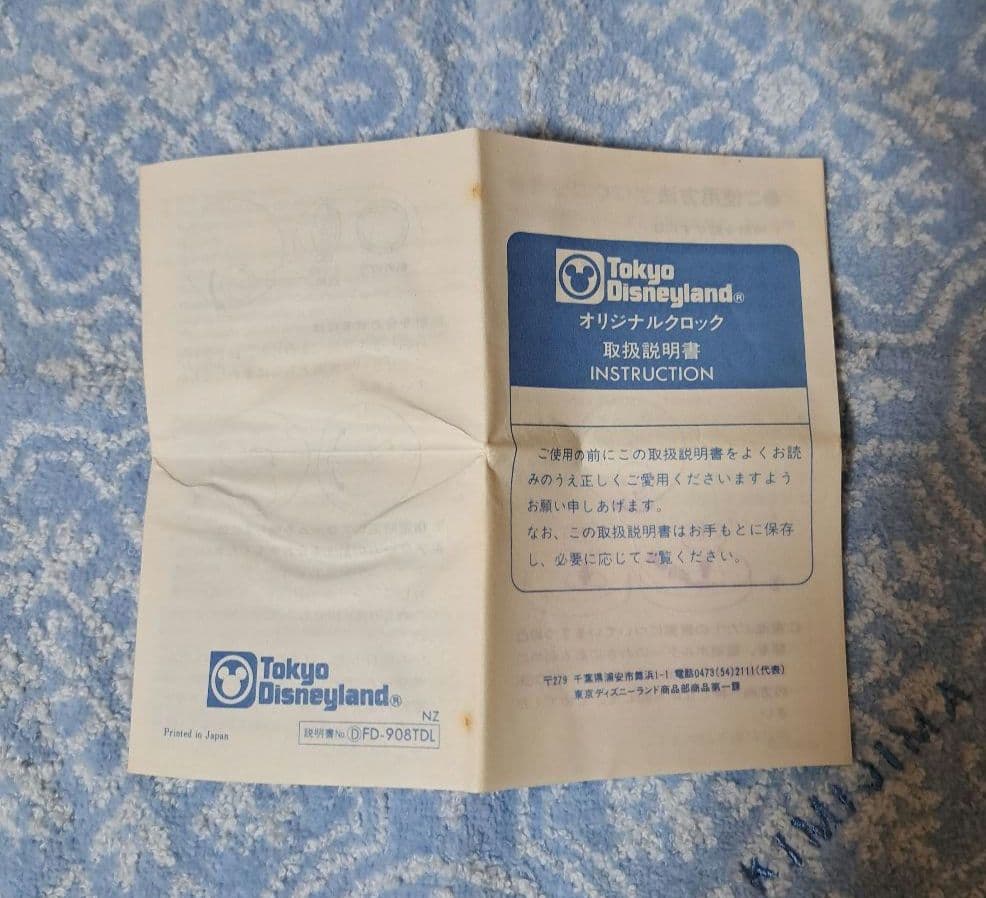 Tokyo
Disneyland®
オリジナルクロック
取扱説明書
INSTRUCTION
ご使用の前にこの取扱説明書をよくお読
みのうえ正しくご愛用くださいますよう
お願い申しあげます。
なお、この取扱説明書はお手もとに保存
し、必要に応じてご覧ください。
〒279 千葉県浦安市舞浜1-1 電話0473(54)2111(代表)
東京ディズニーランド商品部商品第一課
Tokyo
Disneyland®
NZ
説明書No.ⒹFD-908TDL
Printed in Japan
KIMIJIMA